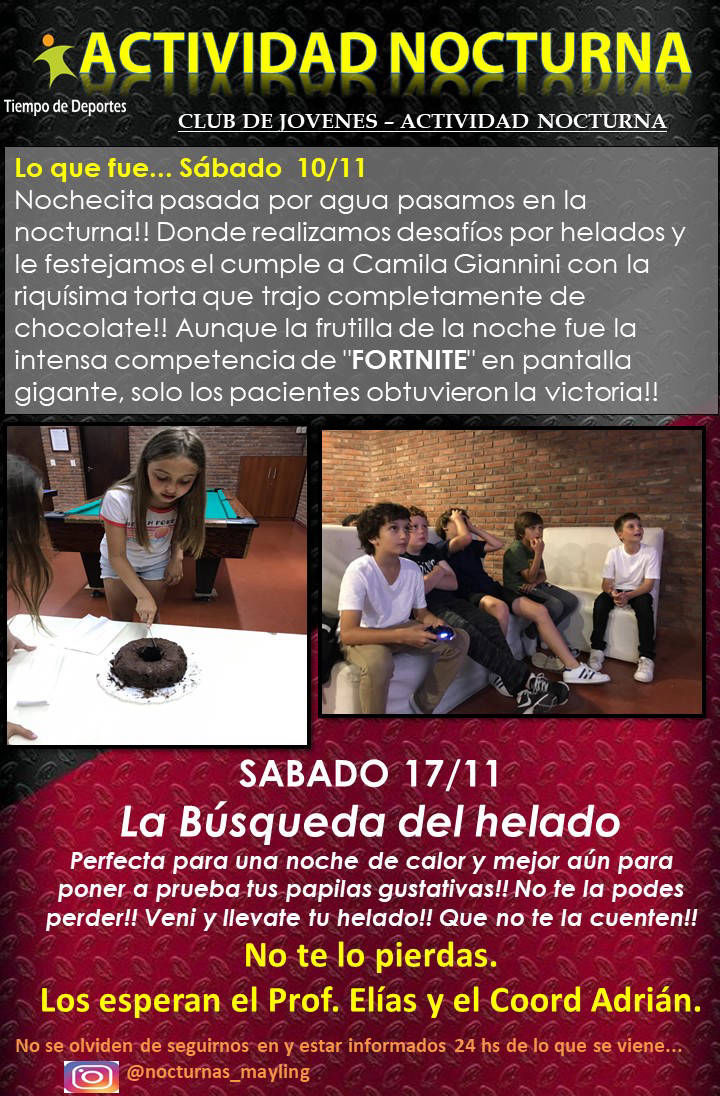 ACTIVIDAD NOCTURNA
Tiempo de Deportes
CLUB DE JOVENES – ACTIVIDAD NOCTURNA
Lo que fue... Sábado 10/11
Nochecita pasada por agua pasamos en la
nocturna!! Donde realizamos desafíos por helados y
le festejamos el cumple a Camila Giannini con la
riquísima torta que trajo completamente de
chocolate!! Aunque la frutilla de la noche fue la
intensa competencia de "FORTNITE" en pantalla
gigante, solo los pacientes obtuvieron la victoria!!
SABADO 17/11
La Búsqueda del helado
Perfecta para una noche de calor y mejor aún para
poner a prueba tus papilas gustativas!! No te la podes
perder!! Veni y llevate tu helado!! Que no te la cuenten!!
No te lo pierdas.
Los esperan el Prof. Elías y el Coord Adrián.
No se olviden de seguirnos en y estar informados 24 hs de lo que se viene...
@nocturnas_mayling